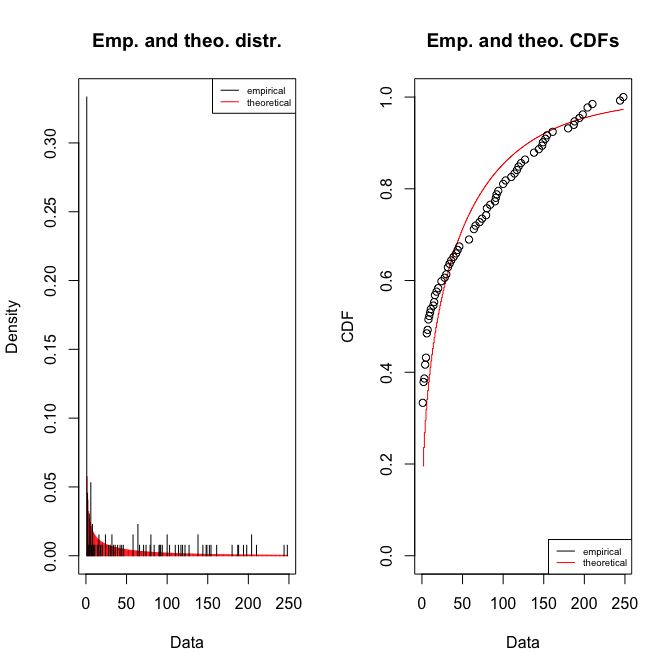 Emp. and theo. distr.
empirical
theoretical
Density
0.00 0.05 0.10 0.15 0.20 0.25 0.30
0 50 100 150 200 250
Data
Emp. and theo. CDFs
CDF
0.0 0.2 0.4 0.6 0.8 1.0
empirical
theoretical
0 50 100 150 200 250
Data